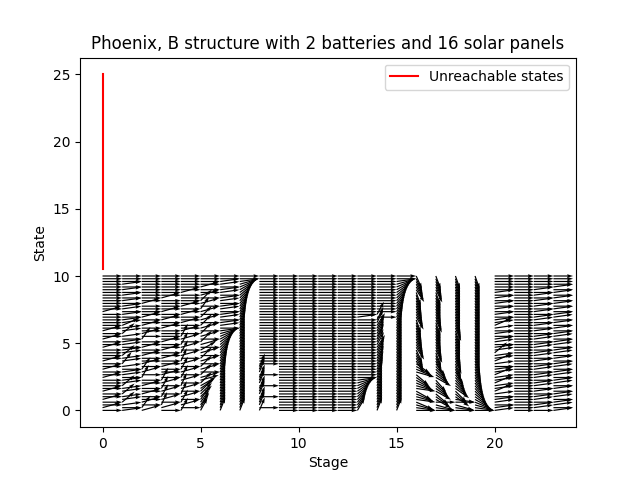 Phoenix, B structure with 2 batteries and 16 solar panels
Unreachable states
25
20
15
10
5
0
State
0 5 10 15 20
Stage